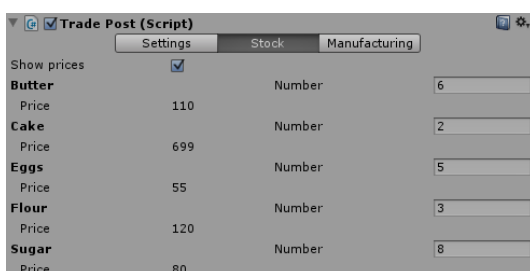 Trade Post (Script)
Settings Stock Manufacturing
Show prices
Butter Number 6
Price 110
Cake Number 2
Price 699
Eggs Number 5
Price 55
Flour Number 3
Price 120
Sugar Number 8
Price 80